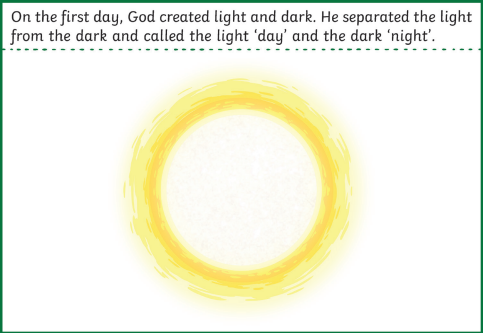 On the first day, God created light and dark. He separated the light
from the dark and called the light ‘day’ and the dark ‘night’.